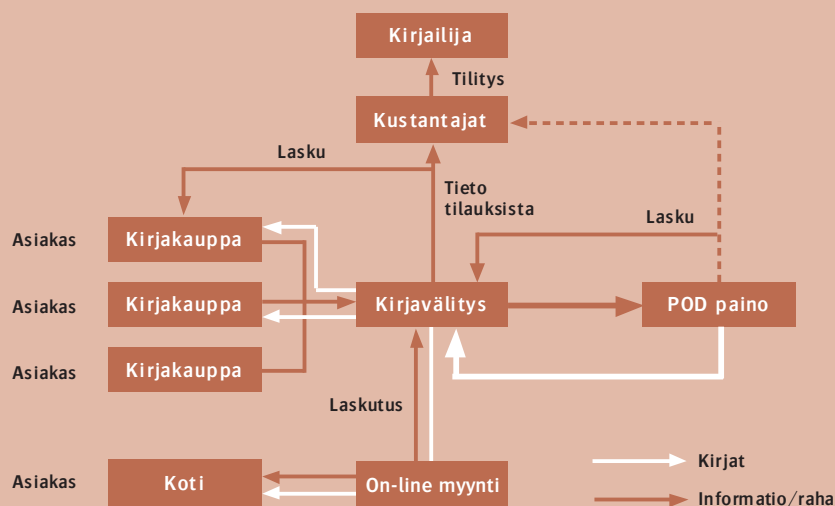 Kirjailija
Tilitys
Kustantajat
Lasku
Tieto
tilauksista
Lasku
Asiakas
Kirjakauppa
Asiakas
Kirjakauppa
Kirjavälitys
POD paino
Asiakas
Kirjakauppa
Laskutus
Kirjat
Asiakas
Koti
On-line myynti
Informatio/raha